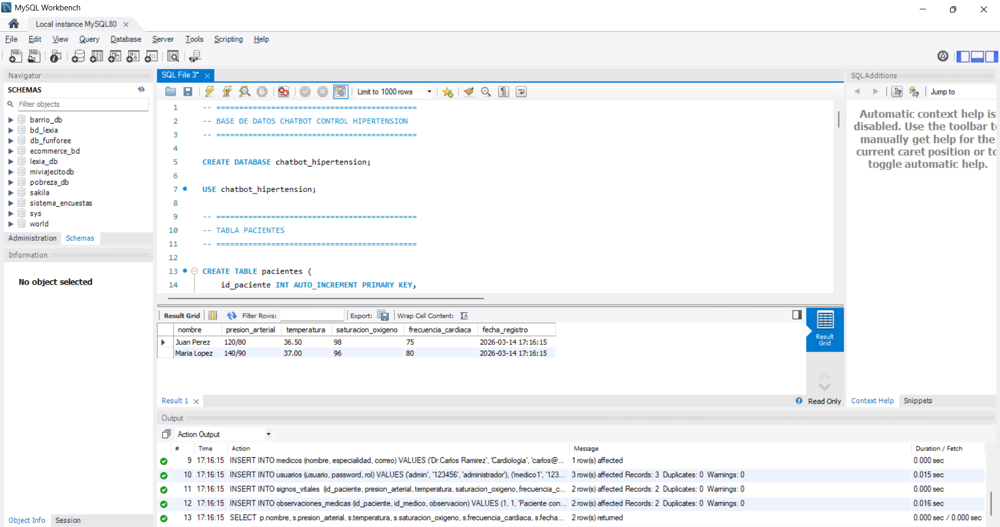 MySQL Workbench
Local instance MySQL80
File Edit View Query Database Server Tools Scripting Help
Navigator
SCHEMAS
Filter objects
barrio_db
bd_lexia
db_funforee
ecommerce_bd
lexia_db
miviajecitodb
pobreza_db
sakila
sistema_encuestas
sys
world
Administration Schemas
Information
No object selected
Object Info Session
SQL File 3*
Limit to 1000 rows
1 -- ============================================
2 -- BASE DE DATOS CHATBOT CONTROL HIPERTENSION
3 -- ============================================
4
5 CREATE DATABASE chatbot_hipertension;
6
7 USE chatbot_hipertension;
8
9 -- ============================================
10 -- TABLA PACIENTES
11 -- ============================================
12
13 CREATE TABLE pacientes (
14 id_paciente INT AUTO_INCREMENT PRIMARY KEY,
Result Grid Filter Rows: Export: Wrap Cell Content:
nombre presion_arterial temperatura saturacion_oxigeno frecuencia_cardiaca fecha_registro
Juan Perez 120/80 36.50 98 75 2026-03-14 17:16:15
Maria Lopez 140/90 37.00 96 80 2026-03-14 17:16:15
Result Grid
Result 1
Read Only
SQLAdditions
Jump to
Automatic context help is
disabled. Use the toolbar t
manually get help for the
current caret position or to
toggle automatic help.
Context Help Snippets
Output
Action Output
# Time Action Message Duration / Fetch
9 17:16:15 INSERT INTO medicos (nombre, especialidad, correo) VALUES ('Dr Carlos Ramirez', 'Cardiologia', 'carlos@... 1 row(s) affected 0.000 sec
10 17:16:15 INSERT INTO usuarios (usuario, password, rol) VALUES ('admin', '123456', 'administrador'), ('medico1', '123... 3 row(s) affected Records: 3 Duplicates: 0 Warnings: 0 0.015 sec
11 17:16:15 INSERT INTO signos_vitales (id_paciente, presion_arterial, temperatura, saturacion_oxigeno, frecuencia_c... 2 row(s) affected Records: 2 Duplicates: 0 Warnings: 0 0.000 sec
12 17:16:15 INSERT INTO observaciones_medicas (id_paciente, id_medico, observacion) VALUES (1, 1, 'Paciente con... 2 row(s) affected Records: 2 Duplicates: 0 Warnings: 0 0.016 sec
13 17:16:15 SELECT p.nombre, s.presion_arterial, s.temperatura, s.saturacion_oxigeno, s.frecuencia_cardiaca, s.fecha... 2 row(s) returned 0.000 sec / 0.000 sec